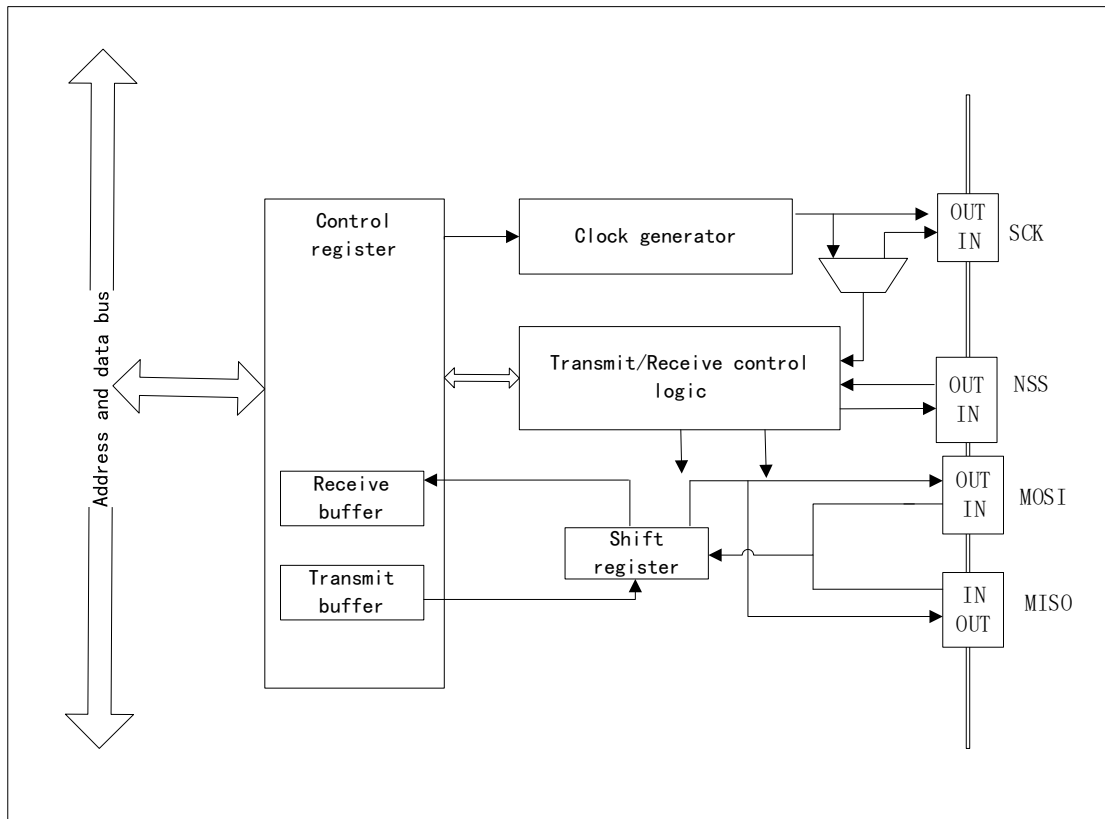 Address and data bus
Control
register
Clock generator
OUT
IN
SCK
Transmit/Receive control
logic
OUT
IN
NSS
Receive
buffer
OUT
IN
MOSI
Shift
register
Transmit
buffer
IN
OUT
MISO